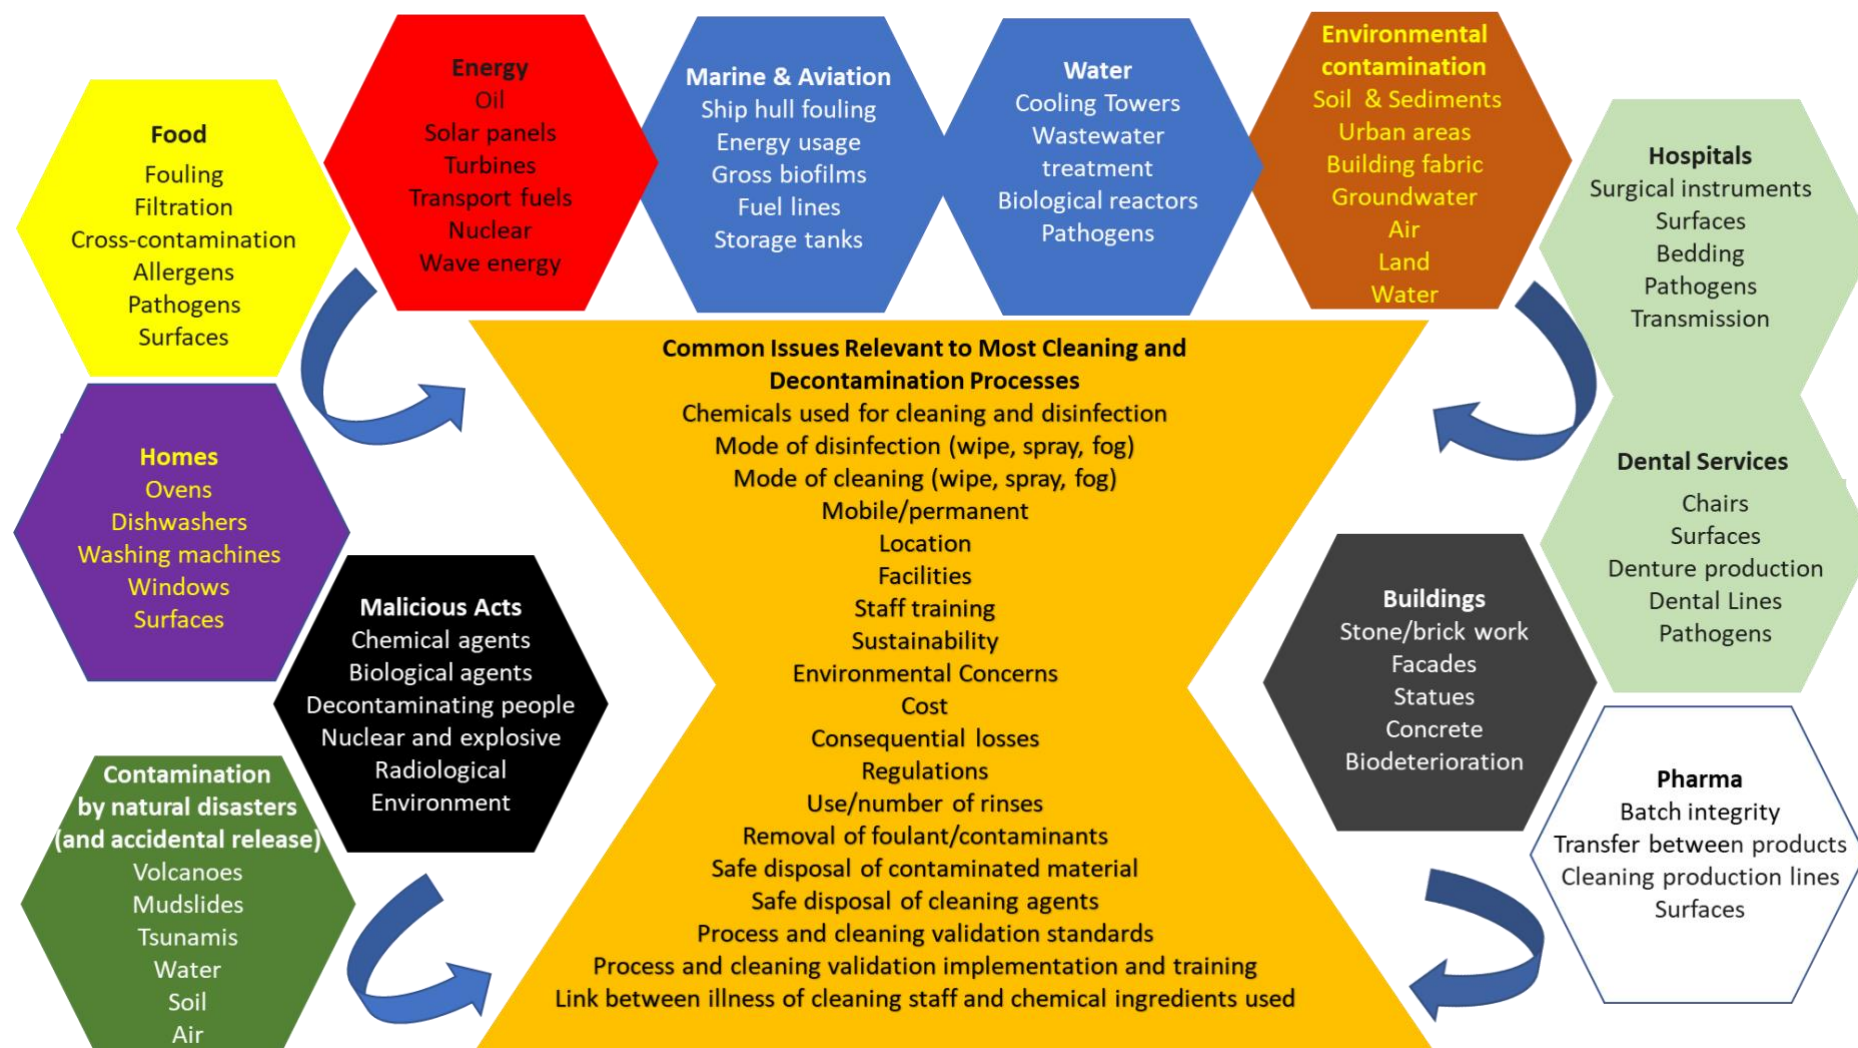 Food
Fouling
Filtration
Cross-contamination
Allergens
Pathogens
Surfaces
Energy
Oil
Solar panels
Turbines
Transport fuels
Nuclear
Wave energy
Marine & Aviation
Ship hull fouling
Energy usage
Gross biofilms
Fuel lines
Storage tanks
Water
Cooling Towers
Wastewater
treatment
Biological reactors
Pathogens
Environmental
contamination
Soil & Sediments
Urban areas
Building fabric
Groundwater
Air
Land
Water
Hospitals
Surgical instruments
Surfaces
Bedding
Pathogens
Transmission
Homes
Ovens
Dishwashers
Washing machines
Windows
Surfaces
Malicious Acts
Chemical agents
Biological agents
Decontaminating people
Nuclear and explosive
Radiological
Environment
Contamination
by natural disasters
(and accidental release)
Volcanoes
Mudslides
Tsunamis
Water
Soil
Air
Common Issues Relevant to Most Cleaning and
Decontamination Processes
Chemicals used for cleaning and disinfection
Mode of disinfection (wipe, spray, fog)
Mode of cleaning (wipe, spray, fog)
Mobile/permanent
Location
Facilities
Staff training
Sustainability
Environmental Concerns
Cost
Consequential losses
Regulations
Use/number of rinses
Removal of foulant/contaminants
Safe disposal of contaminated material
Safe disposal of cleaning agents
Process and cleaning validation standards
Process and cleaning validation implementation and training
Link between illness of cleaning staff and chemical ingredients used
Dental Services
Chairs
Surfaces
Denture production
Dental Lines
Pathogens
Buildings
Stone/brick work
Facades
Statues
Concrete
Biodeterioration
Pharma
Batch integrity
Transfer between products
Cleaning production lines
Surfaces